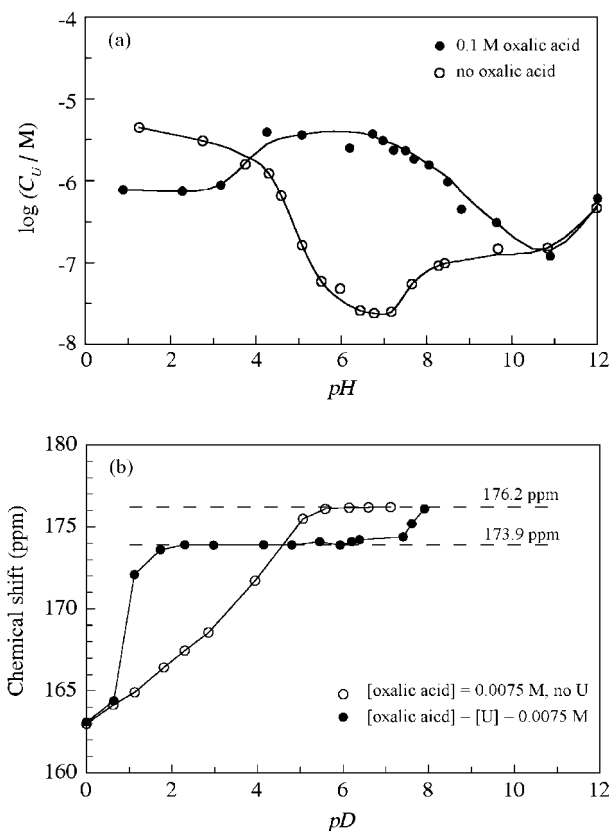 (a)
0.1 M oxalic acid
no oxalic acid
-4
-5
-6
-7
-8
log (C_U / M)
0 2 4 6 8 10 12
pH
(b)
180
175
170
165
160
176.2 ppm
173.9 ppm
Chemical shift (ppm)
[oxalic acid] = 0.0075 M, no U
[oxalic aicd] – [U] – 0.0075 M
0 2 4 6 8 10 12
pD